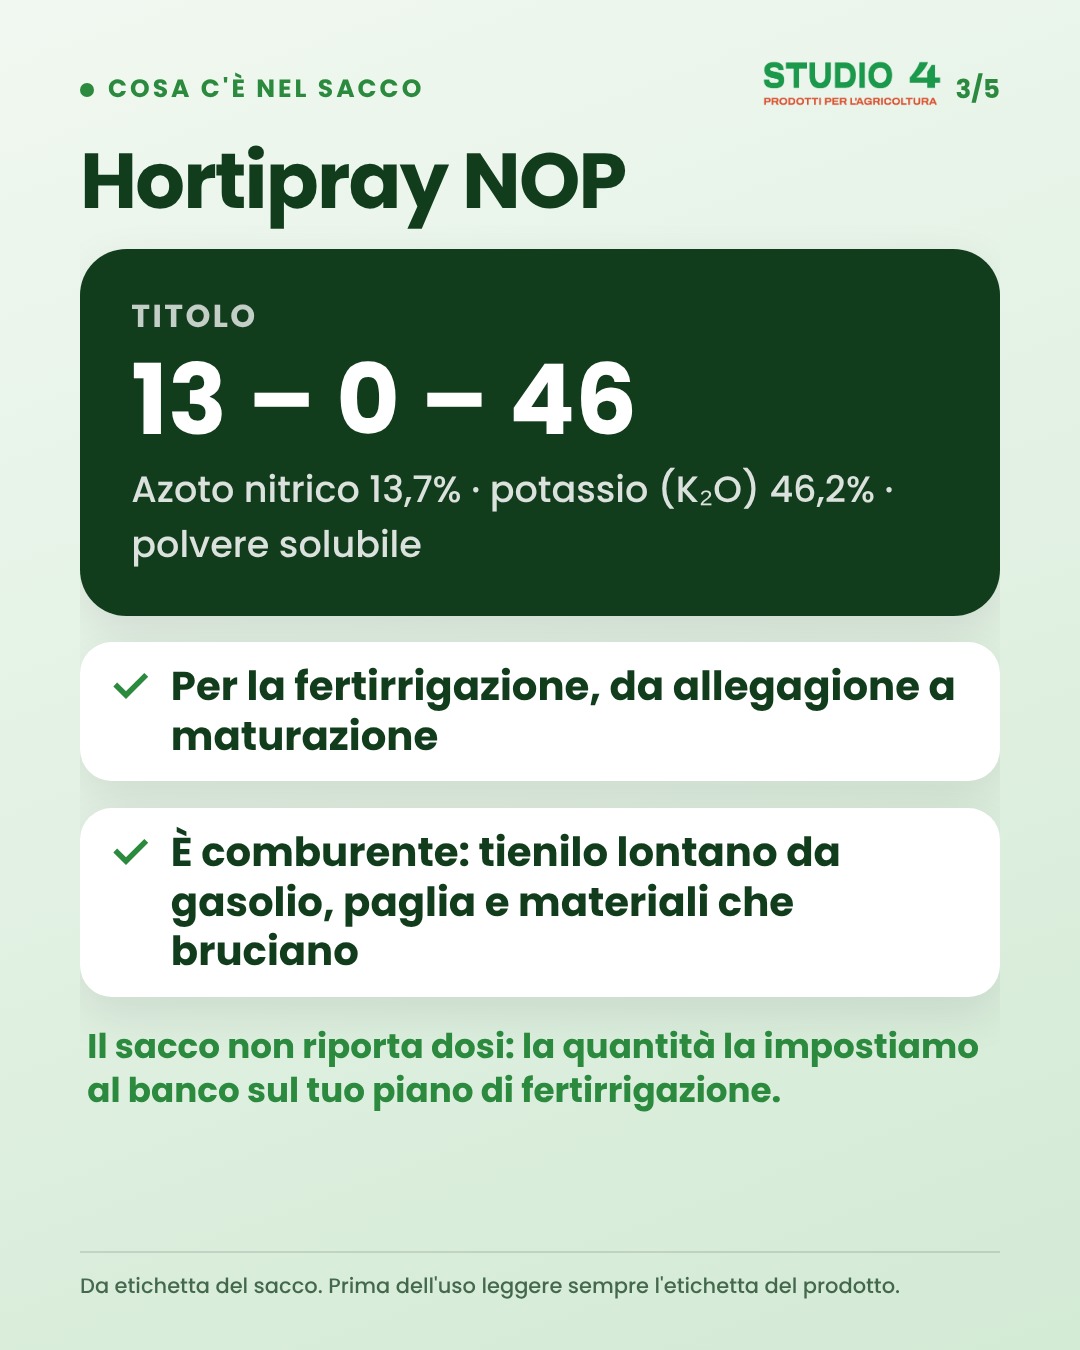 COSA C'È NEL SACCO
STUDIO 4
PRODOTTI PER L'AGRICOLTURA
3/5
Hortipray NOP
TITOLO
13 – 0 – 46
Azoto nitrico 13,7% · potassio (K₂O) 46,2% ·
polvere solubile
Per la fertirrigazione, da allegagione a
maturazione
È comburente: tienilo lontano da
gasolio, paglia e materiali che
bruciano
Il sacco non riporta dosi: la quantità la impostiamo
al banco sul tuo piano di fertirrigazione.
Da etichetta del sacco. Prima dell'uso leggere sempre l'etichetta del prodotto.